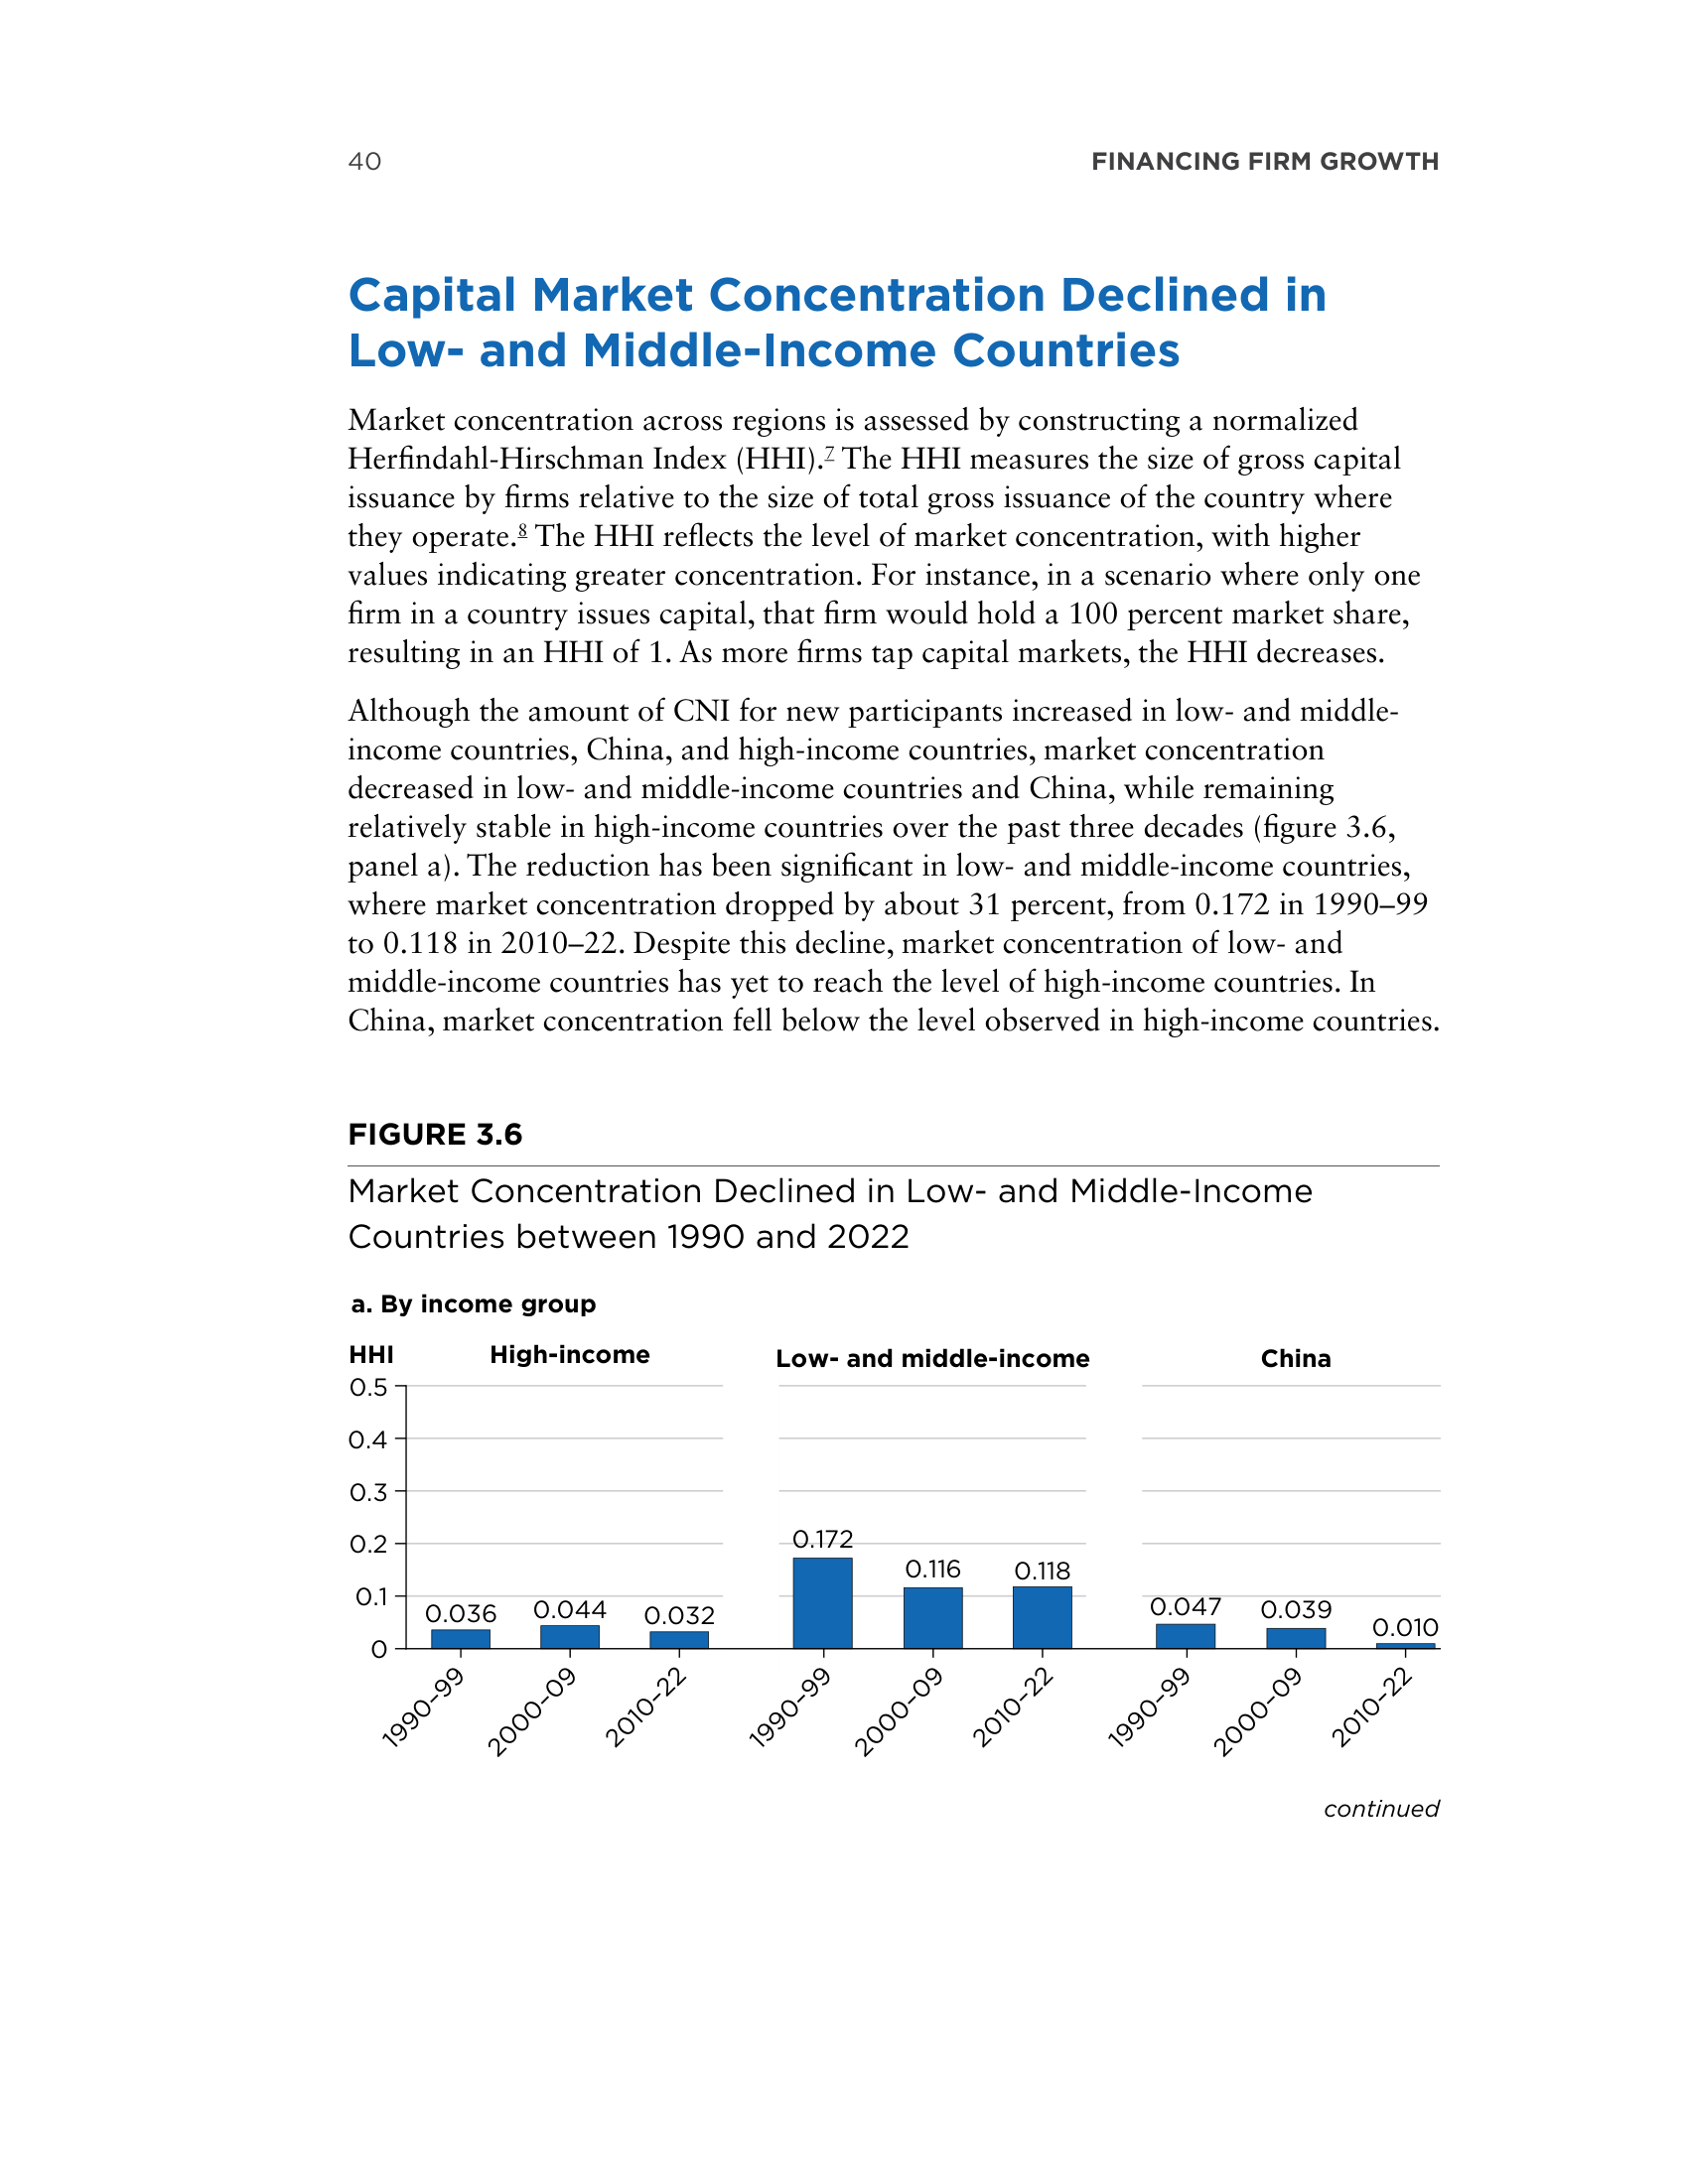 40
FINANCING FIRM GROWTH
Capital Market Concentration Declined in
Low- and Middle-Income Countries
Market concentration across regions is assessed by constructing a normalized
Herfindahl-Hirschman Index (HHI).7 The HHI measures the size of gross capital
issuance by firms relative to the size of total gross issuance of the country where
they operate.8 The HHI reflects the level of market concentration, with higher
values indicating greater concentration. For instance, in a scenario where only one
firm in a country issues capital, that firm would hold a 100 percent market share,
resulting in an HHI of 1. As more firms tap capital markets, the HHI decreases.
Although the amount of CNI for new participants increased in low- and middle-
income countries, China, and high-income countries, market concentration
decreased in low- and middle-income countries and China, while remaining
relatively stable in high-income countries over the past three decades (figure 3.6,
panel a). The reduction has been significant in low- and middle-income countries,
where market concentration dropped by about 31 percent, from 0.172 in 1990–99
to 0.118 in 2010–22. Despite this decline, market concentration of low- and
middle-income countries has yet to reach the level of high-income countries. In
China, market concentration fell below the level observed in high-income countries.
FIGURE 3.6
Market Concentration Declined in Low- and Middle-Income
Countries between 1990 and 2022
a. By income group
HHI
High-income
Low- and middle-income
China
0.5
0.4
0.3
0.2
0.1
0
0.036
0.044
0.032
0.172
0.116
0.118
0.047
0.039
0.010
1990–99
2000–09
2010–22
1990–99
2000–09
2010–22
1990–99
2000–09
2010–22
continued